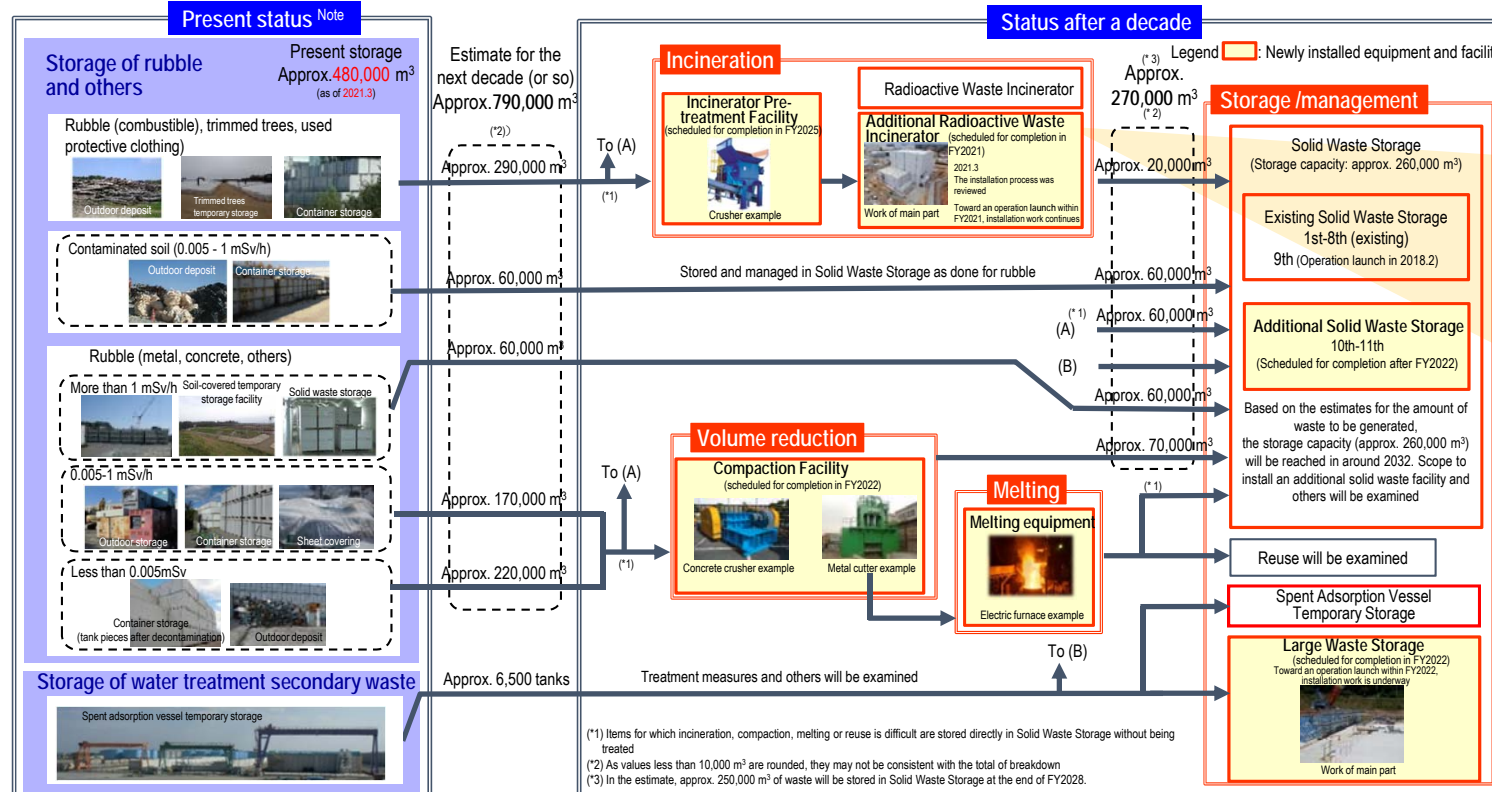 Present status Note
Storage of rubble
and others
Present storage
Approx.480,000 m³
(as of 2021.3)
Rubble (combustible), trimmed trees, used
protective clothing)
Outdoor deposit
Trimmed trees
temporary storage
Container storage
Contaminated soil (0.005 - 1 mSv/h)
Outdoor deposit
Container storage
Rubble (metal, concrete, others)
More than 1 mSv/h
Soil-covered temporary
storage facility
Solid waste storage
0.005-1 mSv/h
Outdoor storage
Container storage
Sheet covering
Less than 0.005mSv
Container storage
(tank pieces after decontamination)
Outdoor deposit
Storage of water treatment secondary waste
Spent adsorption vessel temporary storage
Estimate for the
next decade (or so)
Approx.790,000 m³
(*2)
Approx. 290,000 m³
Approx. 60,000 m³
Approx. 60,000 m³
Approx. 170,000 m³
Approx. 220,000 m³
Approx. 6,500 tanks
Status after a decade
Legend
: Newly installed equipment and facilit
To (A)
(*1)
Incineration
Incinerator Pre-
treatment Facility
(scheduled for completion in FY2025)
Crusher example
Radioactive Waste Incinerator
Additional Radioactive Waste
Incinerator (scheduled for completion in
FY2021)
2021.3
The installation process was
reviewed
Toward an operation launch within
FY2021, installation work continues
Work of main part
Stored and managed in Solid Waste Storage as done for rubble
To (A)
(*1)
Volume reduction
Compaction Facility
(scheduled for completion in FY2022)
Concrete crusher example
Metal cutter example
Melting
Melting equipment
Electric furnace example
Treatment measures and others will be examined
To (B)
(* 3)
Approx.
270,000 m³
(* 2)
Approx. 20,000m³
Approx. 60,000m³
(A)
(* 1)
Approx. 60,000m³
(B)
Approx. 60,000m³
Approx. 70,000m³
(* 1)
Storage /management
Solid Waste Storage
(Storage capacity: approx. 260,000 m³)
Existing Solid Waste Storage
1st-8th (existing)
9th (Operation launch in 2018.2)
Additional Solid Waste Storage
10th-11th
(Scheduled for completion after FY2022)
Based on the estimates for the amount of
waste to be generated,
the storage capacity (approx. 260,000 m³)
will be reached in around 2032. Scope to
install an additional solid waste facility and
others will be examined
Reuse will be examined
Spent Adsorption Vessel
Temporary Storage
Large Waste Storage
(scheduled for completion in FY2022)
Toward an operation launch within FY2022,
installation work is underway
Work of main part
(*1) Items for which incineration, compaction, melting or reuse is difficult are stored directly in Solid Waste Storage without being
treated
(*2) As values less than 10,000 m³ are rounded, they may not be consistent with the total of breakdown
(*3) In the estimate, approx. 250,000 m³ of waste will be stored in Solid Waste Storage at the end of FY2028.